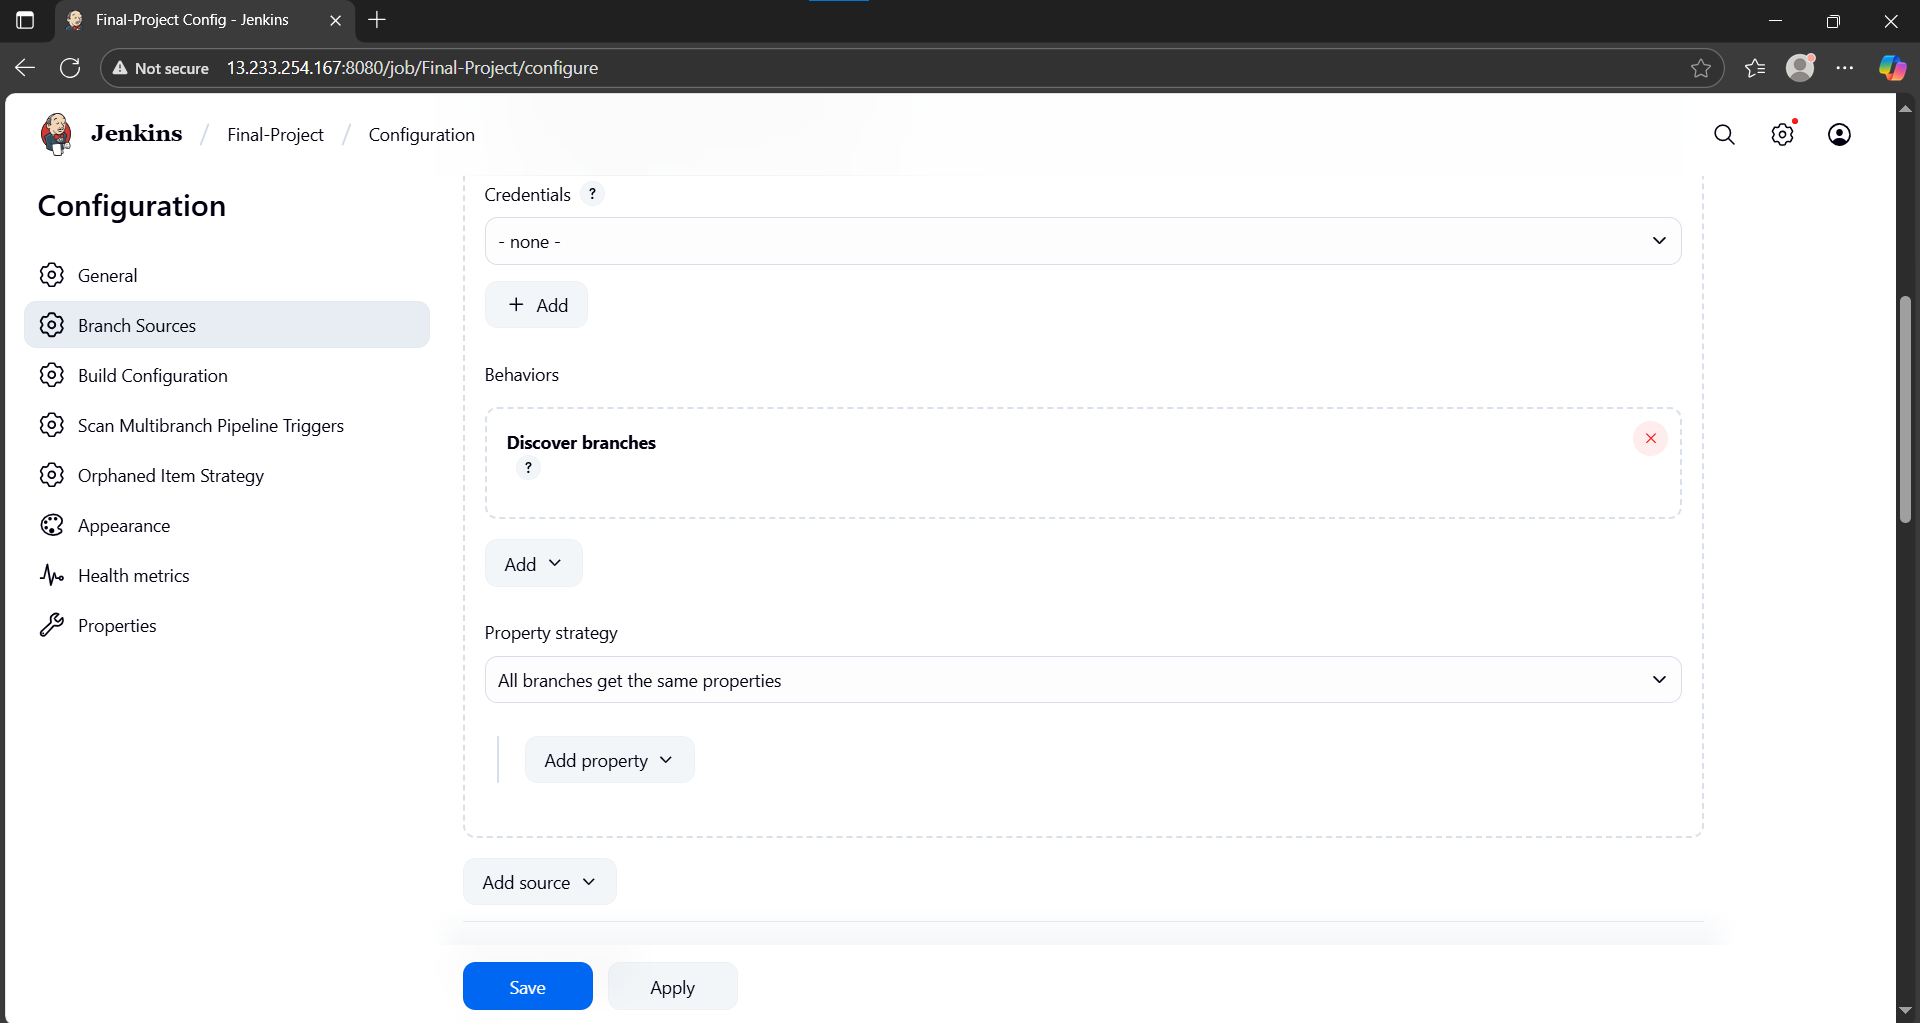 Final-Project Config - Jenkins
Not secure 13.233.254.167:8080/job/Final-Project/configure
Jenkins / Final-Project / Configuration
Configuration
General
Branch Sources
Build Configuration
Scan Multibranch Pipeline Triggers
Orphaned Item Strategy
Appearance
Health metrics
Properties
Credentials ?
- none -
+ Add
Behaviors
Discover branches
?
Add
Property strategy
All branches get the same properties
Add property
Add source
Save Apply